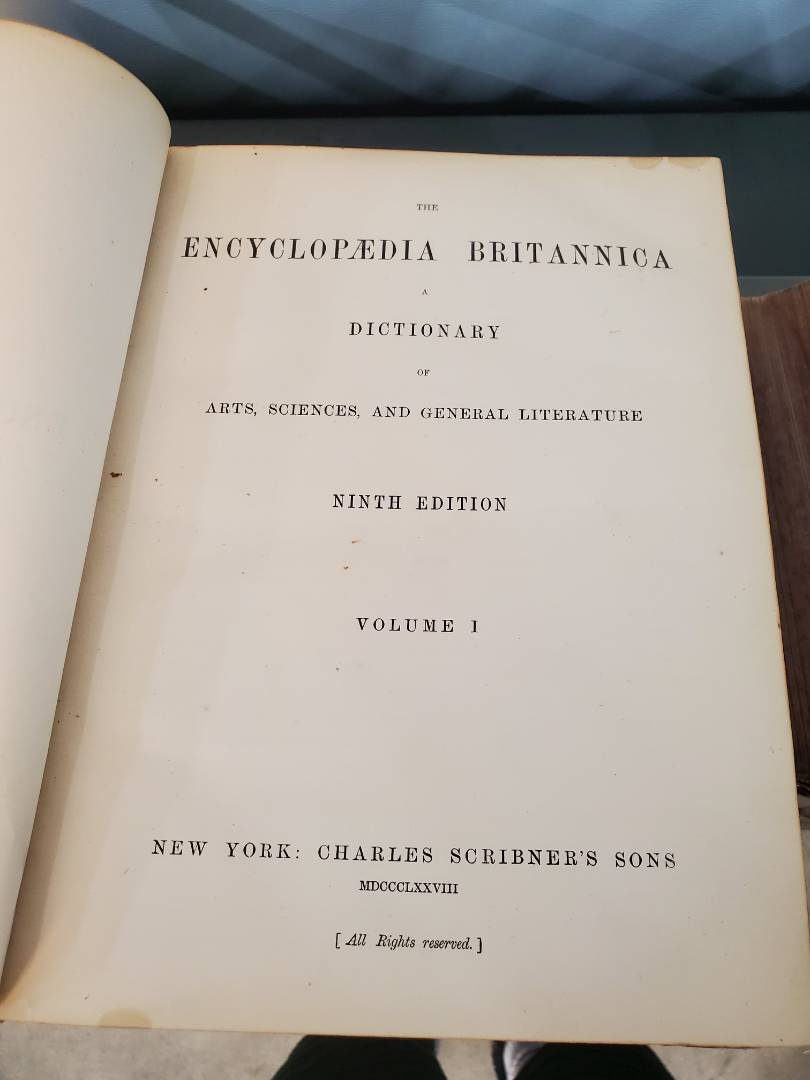 THE
ENCYCLOPÆDIA BRITANNICA
A
DICTIONARY
OF
ARTS, SCIENCES, AND GENERAL LITERATURE
NINTH EDITION
VOLUME I
NEW YORK: CHARLES SCRIBNER'S SONS
MDCCCLXXVIII
[ All Rights reserved. ]